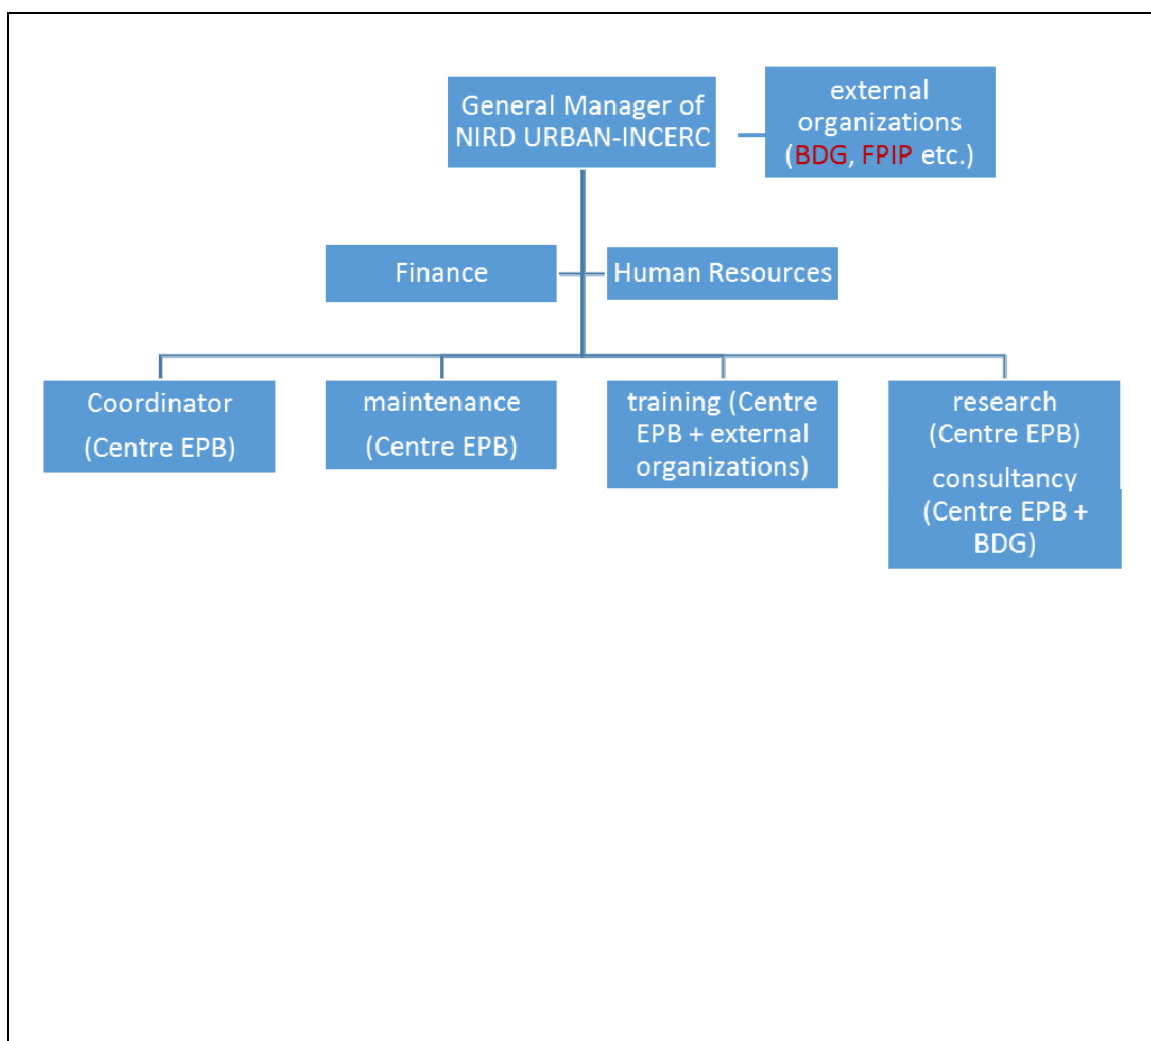 General Manager of
NIRD URBAN-INCERC
external
organizations
(BDG, FPIP etc.)
Finance
Human Resources
Coordinator
(Centre EPB)
maintenance
(Centre EPB)
training (Centre
EPB + external
organizations)
research
(Centre EPB)
consultancy
(Centre EPB +
BDG)